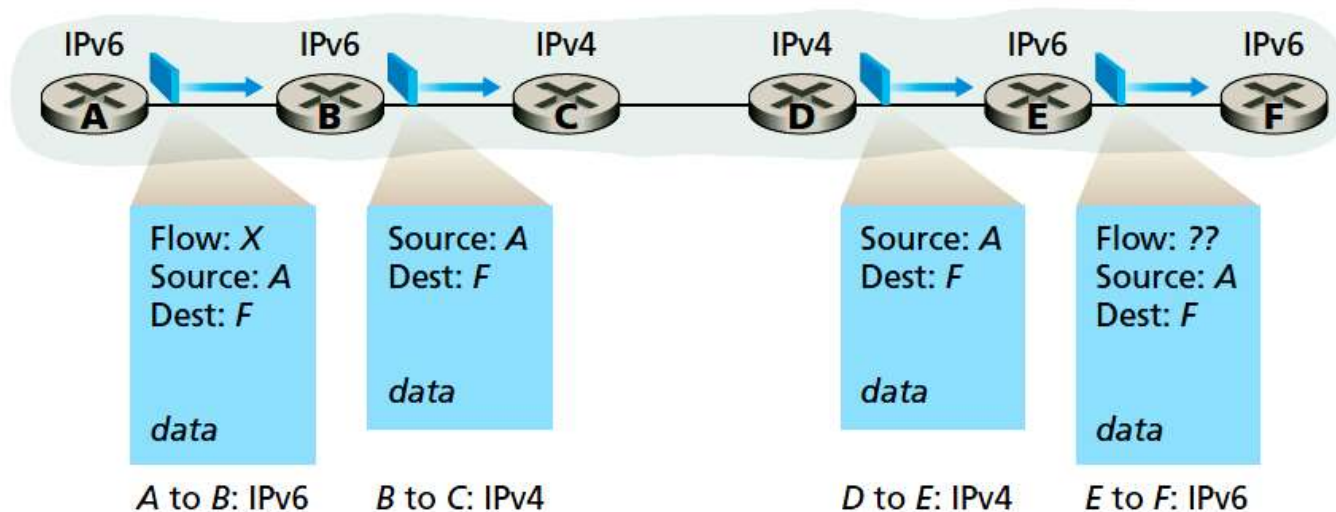 IPv6 IPv6 IPv4 IPv4 IPv6 IPv6
A B C D E F
Flow: X
Source: A
Dest: F
data
Source: A
Dest: F
data
Source: A
Dest: F
data
Flow: ??
Source: A
Dest: F
data
A to B: IPv6 B to C: IPv4 D to E: IPv4 E to F: IPv6